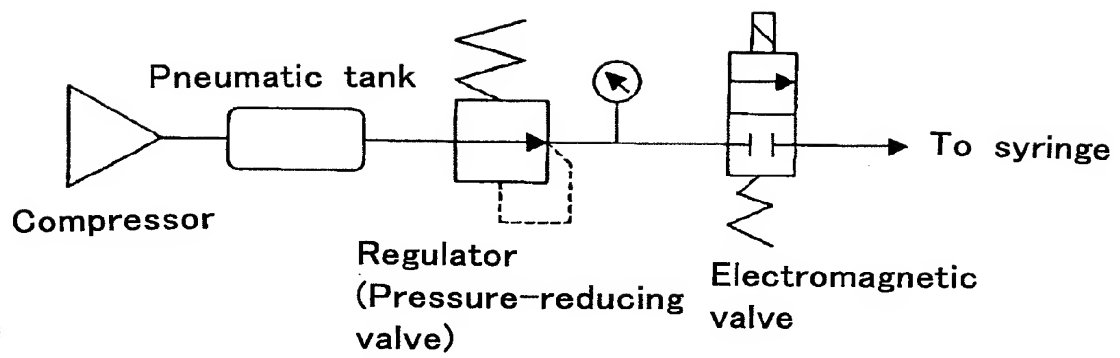 Pneumatic tank
Compressor
Regulator
(Pressure-reducing
valve)
Electromagnetic
valve
To syringe